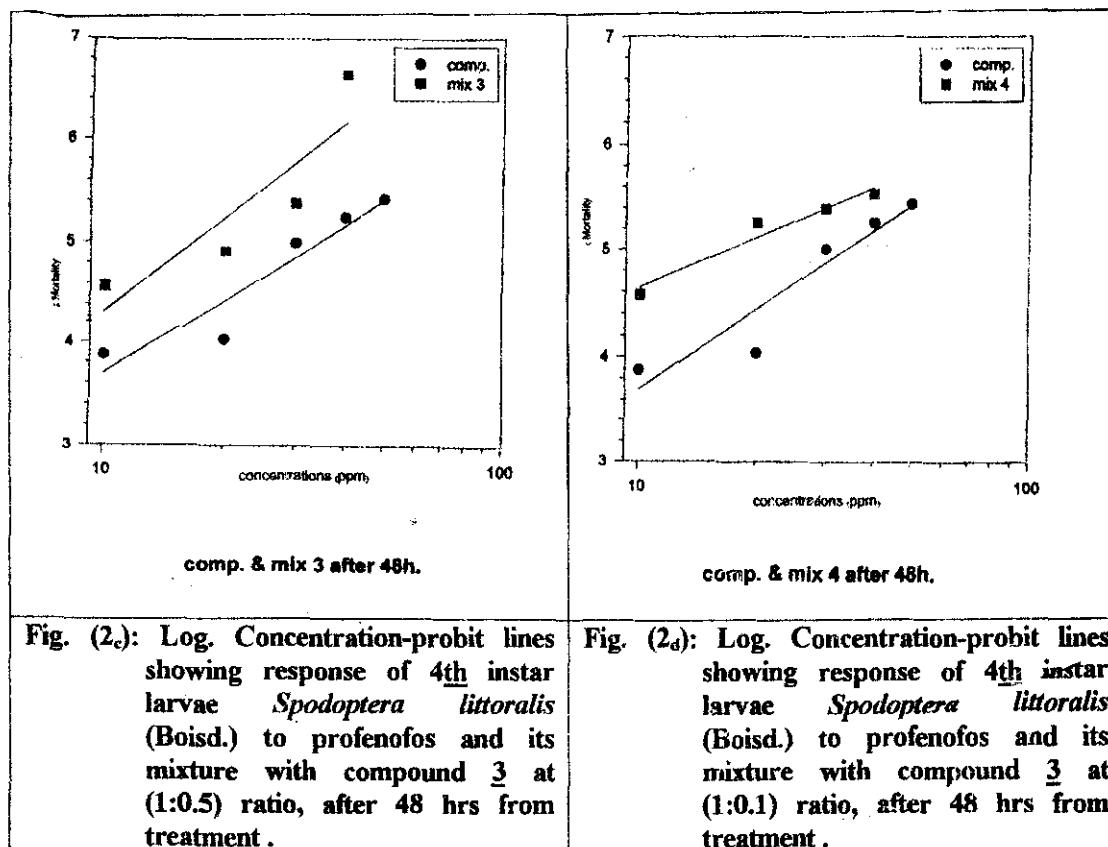 7
6
5
4
3
Mortality
comp.
mix 3
10
100
concentrations (ppm)
comp. & mix 3 after 48h.
7
6
5
4
3
Mortality
comp.
mix 4
10
100
concentrations (ppm)
comp. & mix 4 after 48h.
Fig. (2c): Log. Concentration-probit lines
showing response of 4th instar
larvae Spodoptera littoralis
(Boisd.) to profenofos and its
mixture with compound 3 at
(1:0.5) ratio, after 48 hrs from
treatment .
Fig. (2d): Log. Concentration-probit lines
showing response of 4th instar
larvae Spodoptera littoralis
(Boisd.) to profenofos and its
mixture with compound 3 at
(1:0.1) ratio, after 48 hrs from
treatment .